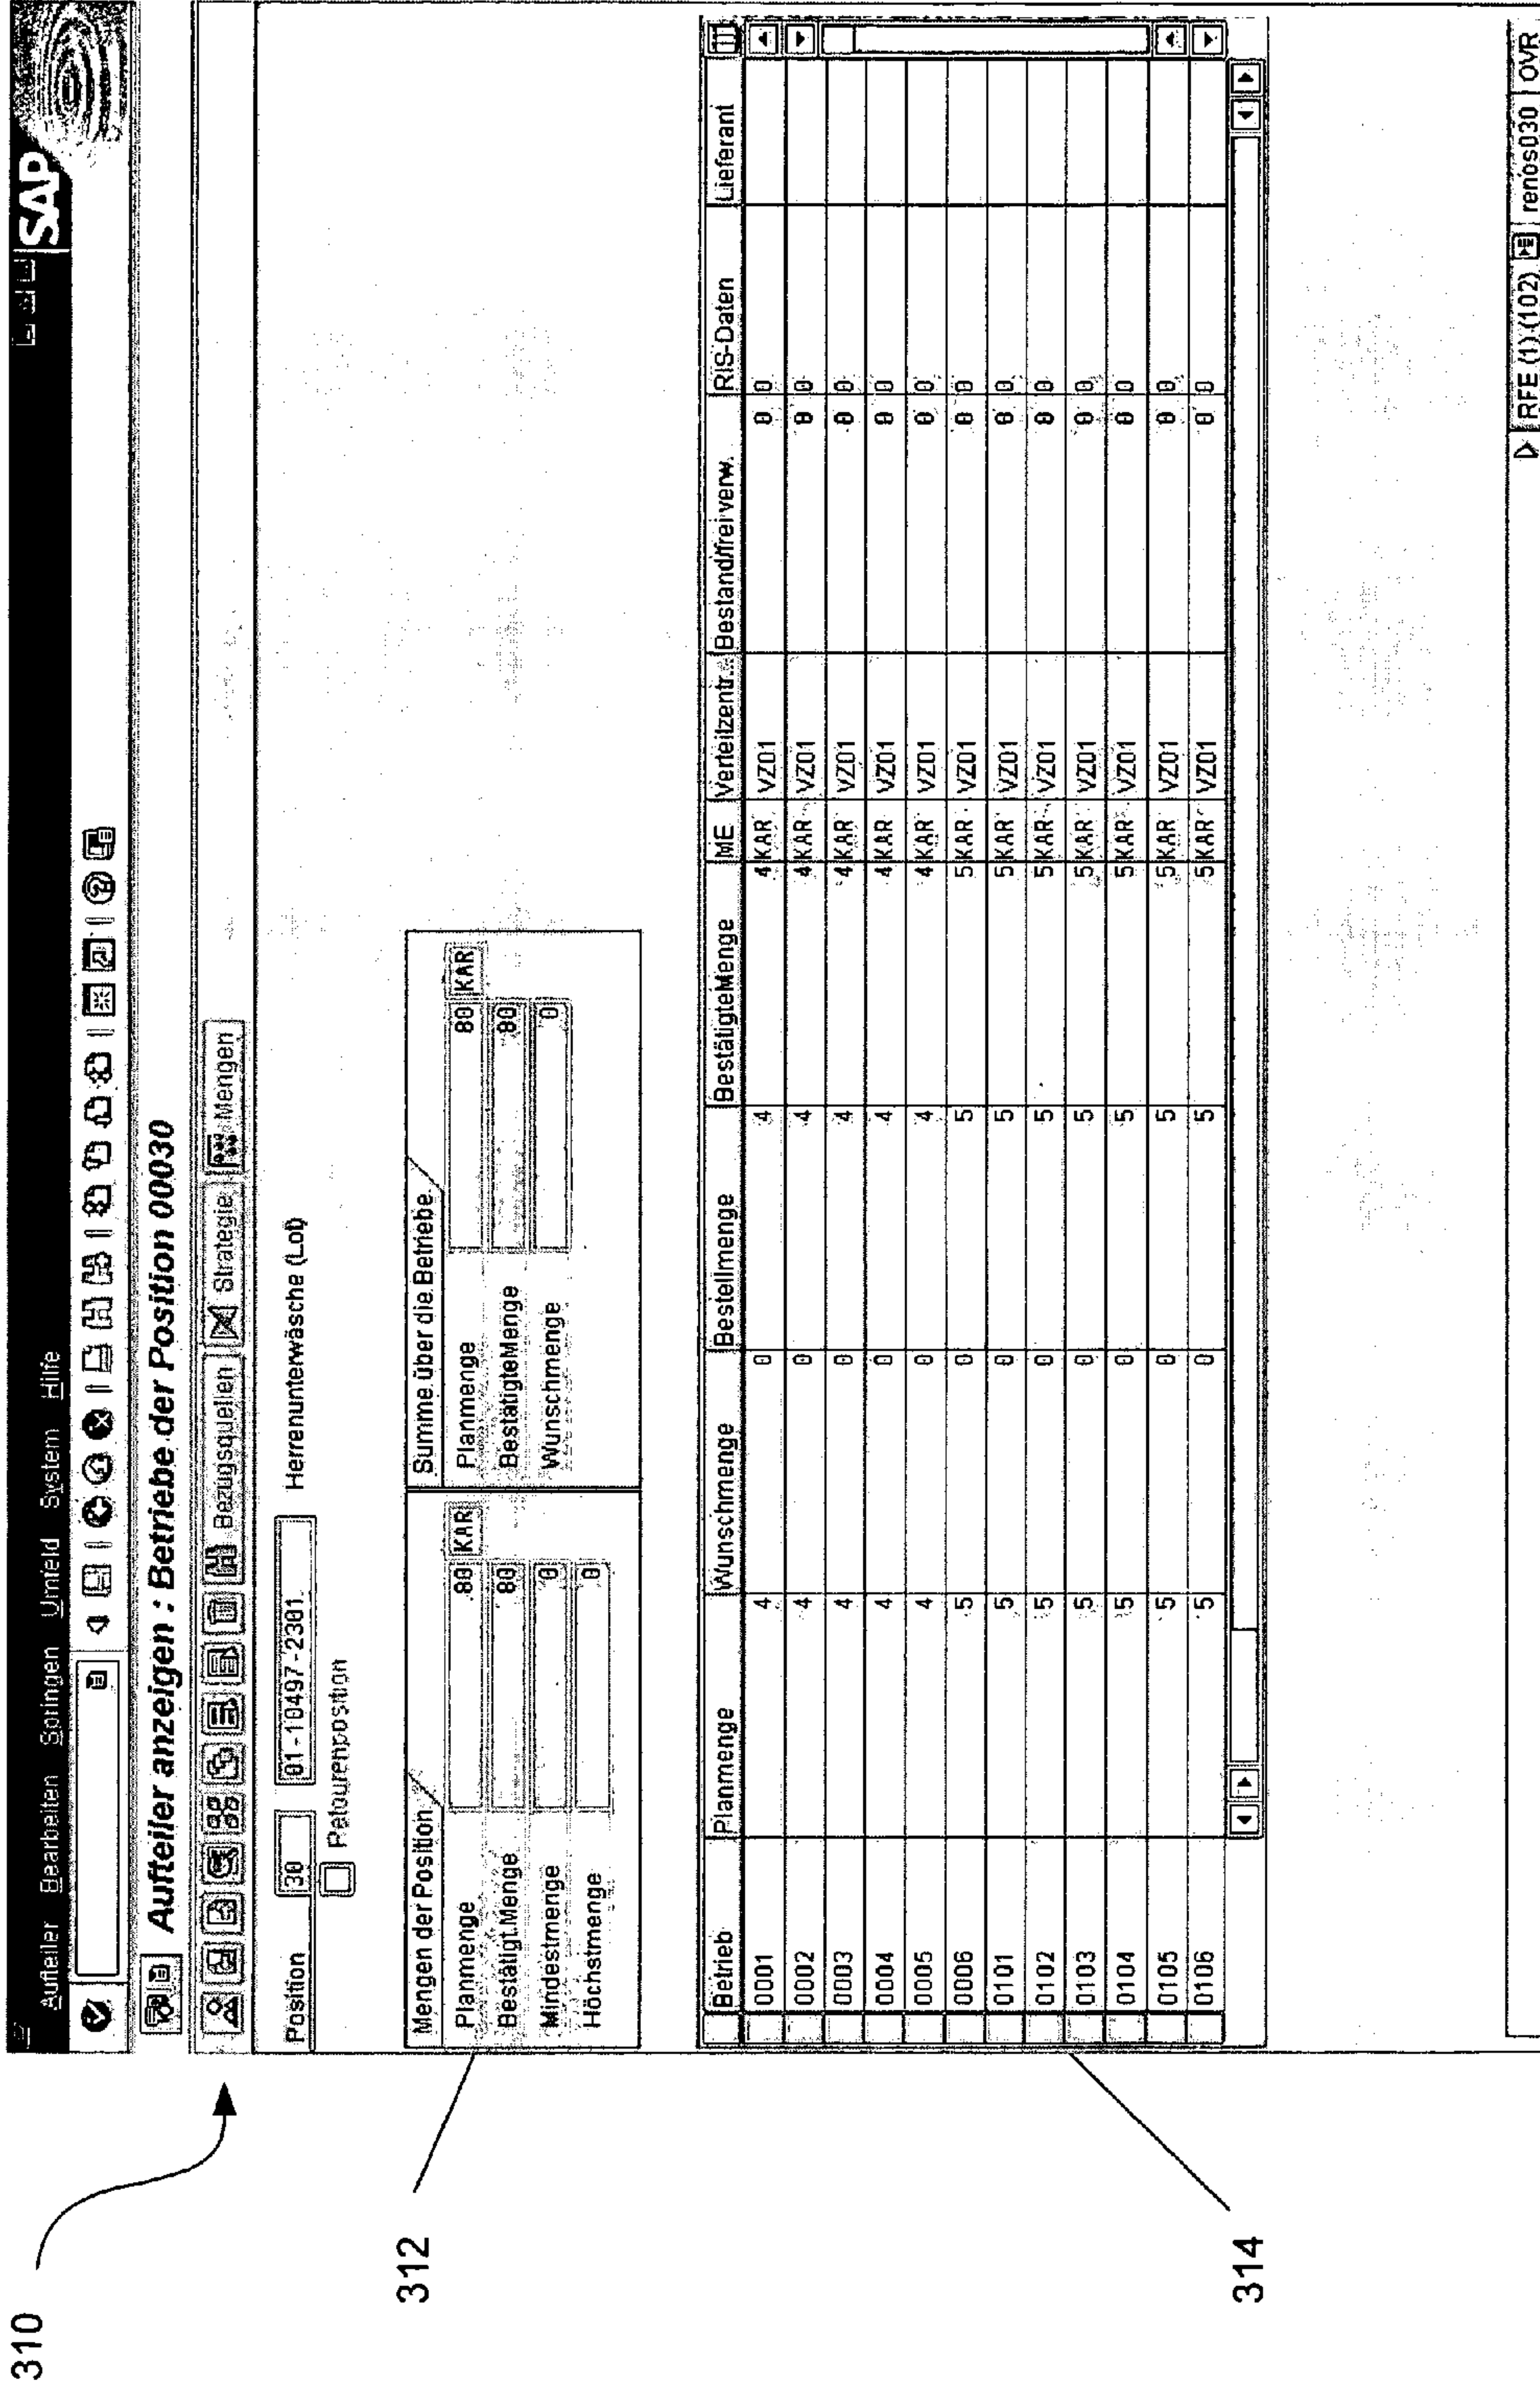 310
SAP
Aufteiler Bearbeiten Springen Umfeld System Hilfe
Aufteiler anzeigen : Betriebe der Position 00030
Bezugsquellen Strategie Mengen
Position 30 01-10497-2301 Herrenunterwäsche (Lot)
Retourenposition
312
Mengen der Position Summe über die Betriebe
Planmenge 80 KAR Planmenge 80 KAR
Bestätigt.Menge 80 BestätigteMenge 80
Mindestmenge 0 Wunschmenge 0
Höchstmenge 0
Betrieb Planmenge Wunschmenge Bestellmenge BestätigteMenge ME Verteilzentr... Bestand/frei verw. RIS-Daten Lieferant
0001 4 0 4 4 KAR VZ01 0 0
0002 4 0 4 4 KAR VZ01 0 0
0003 4 0 4 4 KAR VZ01 0 0
0004 4 0 4 4 KAR VZ01 0 0
0005 4 0 4 4 KAR VZ01 0 0
0006 5 0 5 5 KAR VZ01 0 0
0101 5 0 5 5 KAR VZ01 0 0
0102 5 0 5 5 KAR VZ01 0 0
0103 5 0 5 5 KAR VZ01 0 0
0104 5 0 5 5 KAR VZ01 0 0
0105 5 0 5 5 KAR VZ01 0 0
0106 5 0 5 5 KAR VZ01 0 0
314
RFE (1) (102) renos030 OVR